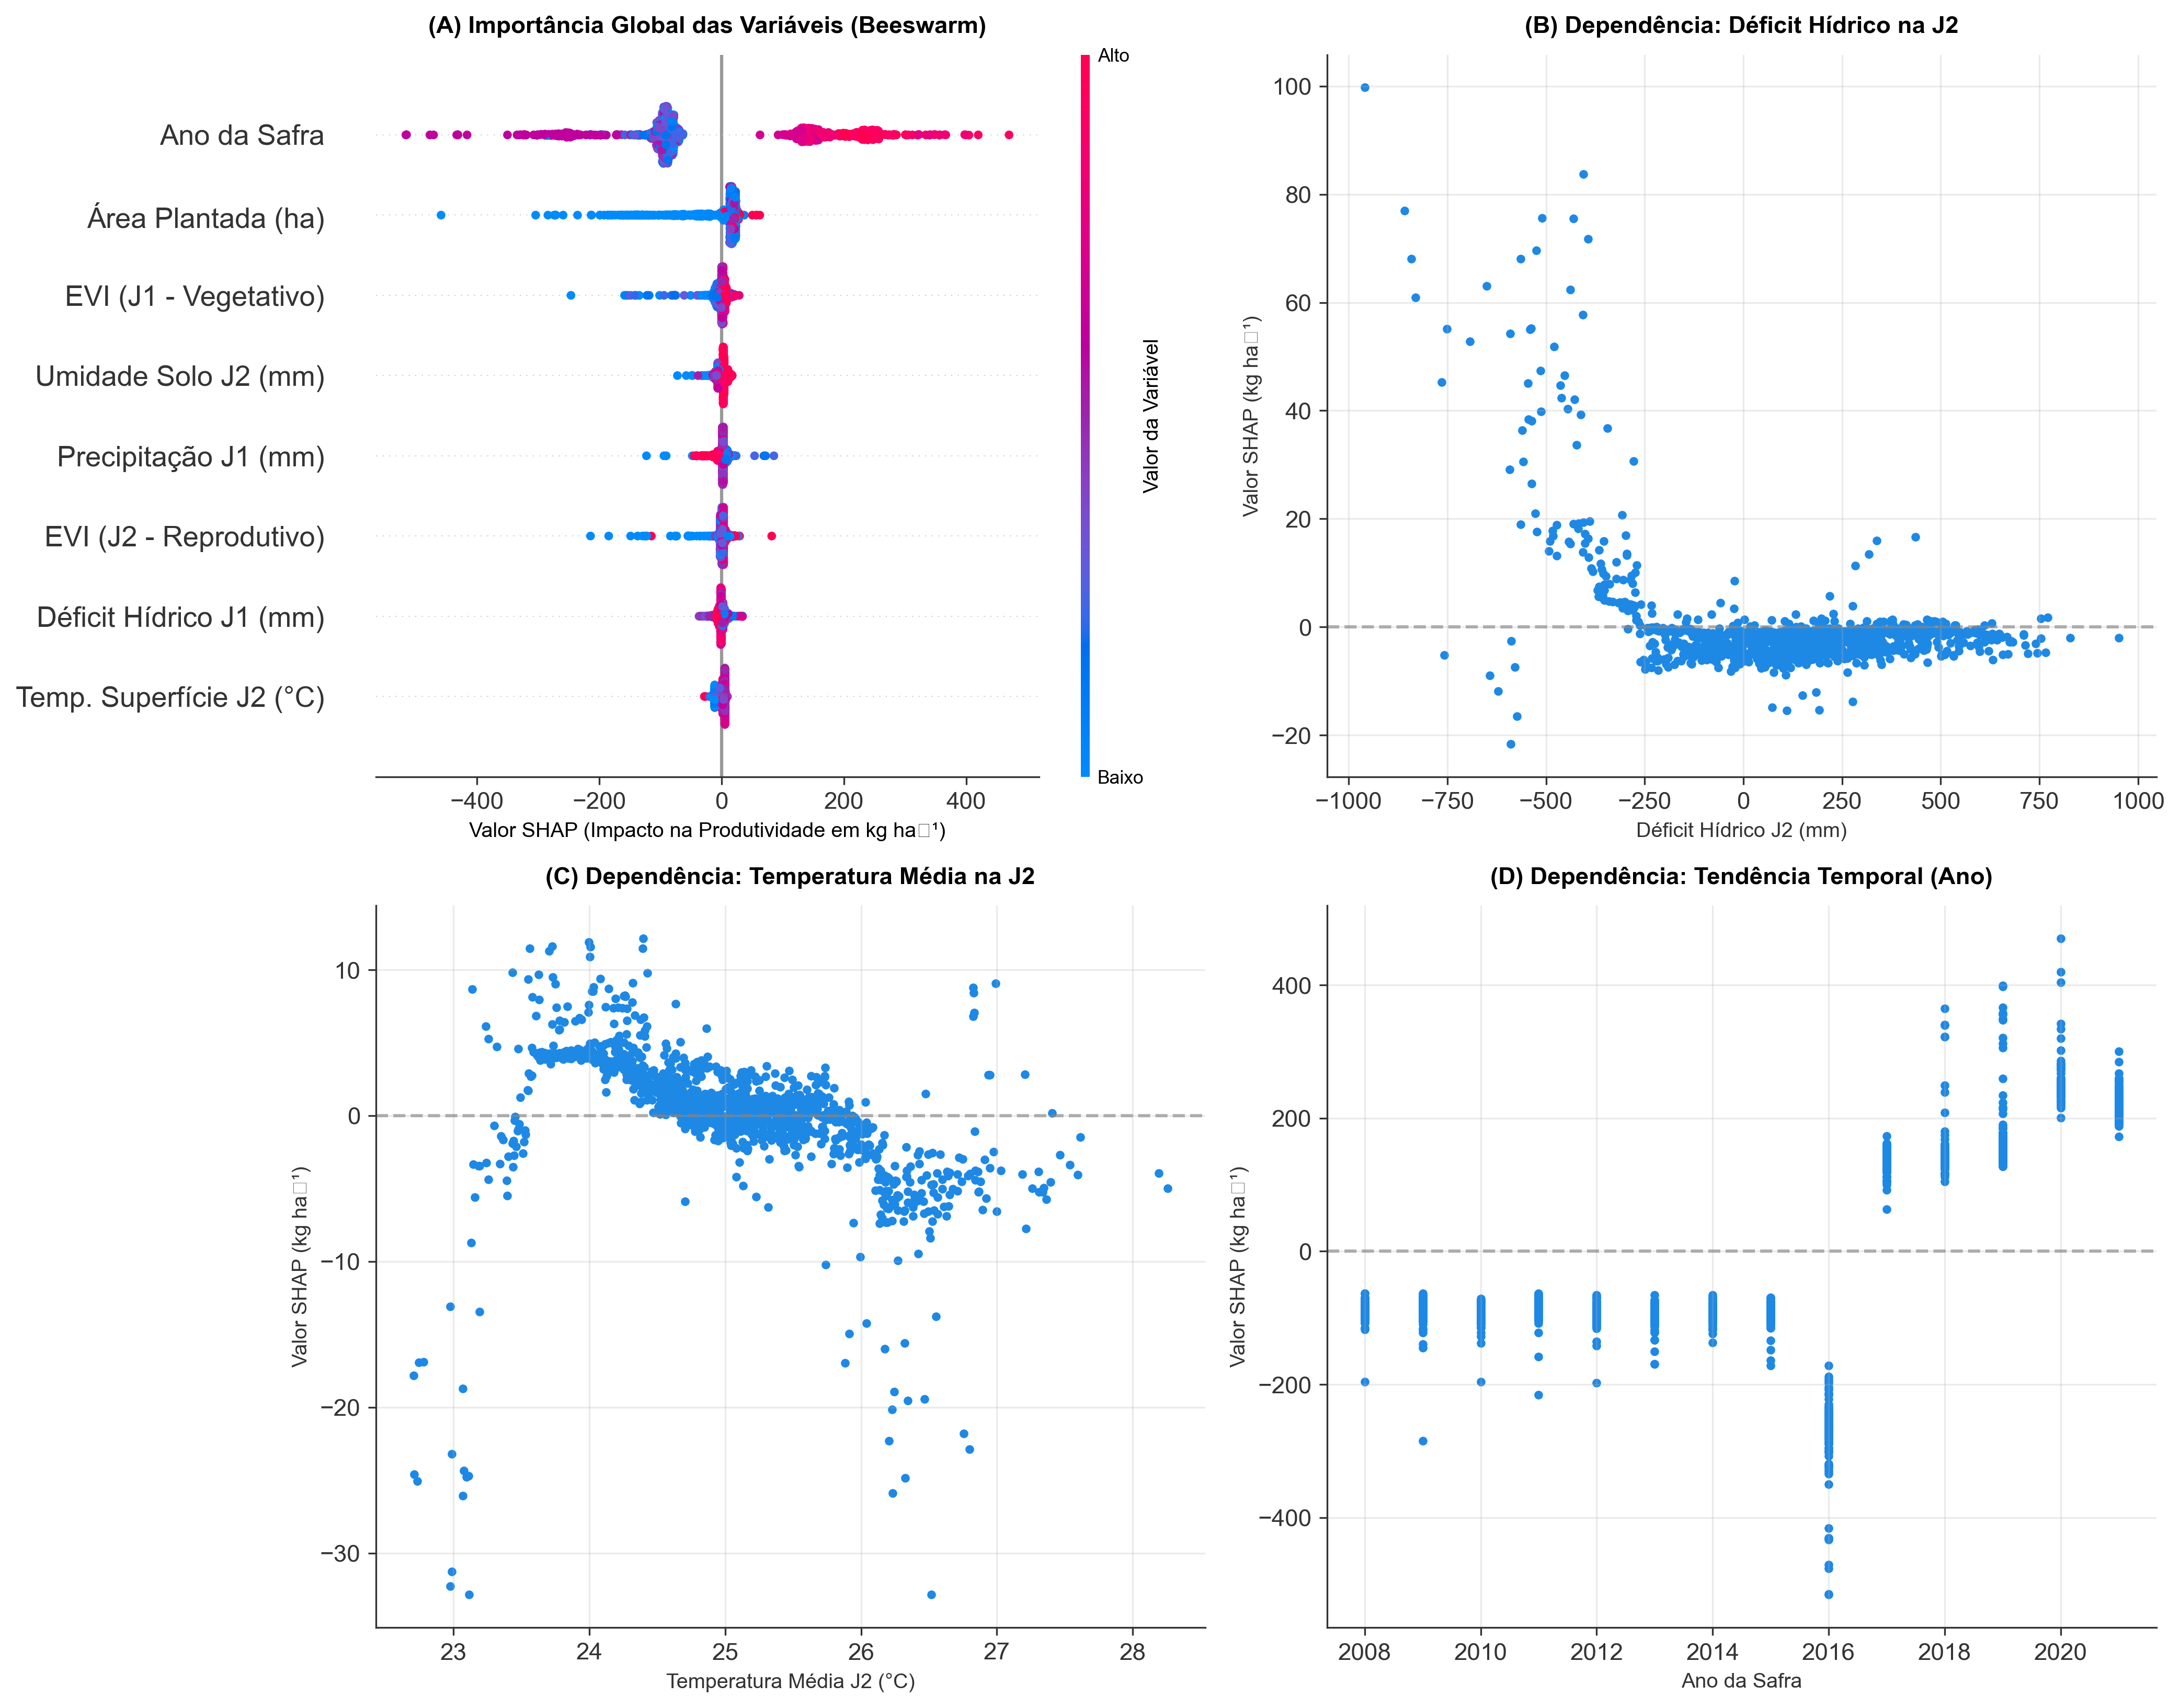 (A) Importância Global das Variáveis (Beeswarm)
Alto
Ano da Safra
Área Plantada (ha)
EVI (J1 - Vegetativo)
Umidade Solo J2 (mm)
Precipitação J1 (mm)
EVI (J2 - Reprodutivo)
Déficit Hídrico J1 (mm)
Temp. Superfície J2 (°C)
Valor da Variável
Baixo
−400 −200 0 200 400
Valor SHAP (Impacto na Produtividade em kg ha□¹)
(B) Dependência: Déficit Hídrico na J2
100
80
60
40
20
0
−20
Valor SHAP (kg ha□¹)
−1000 −750 −500 −250 0 250 500 750 1000
Déficit Hídrico J2 (mm)
(C) Dependência: Temperatura Média na J2
10
0
−10
−20
−30
Valor SHAP (kg ha□¹)
23 24 25 26 27 28
Temperatura Média J2 (°C)
(D) Dependência: Tendência Temporal (Ano)
400
200
0
−200
−400
Valor SHAP (kg ha□¹)
2008 2010 2012 2014 2016 2018 2020
Ano da Safra